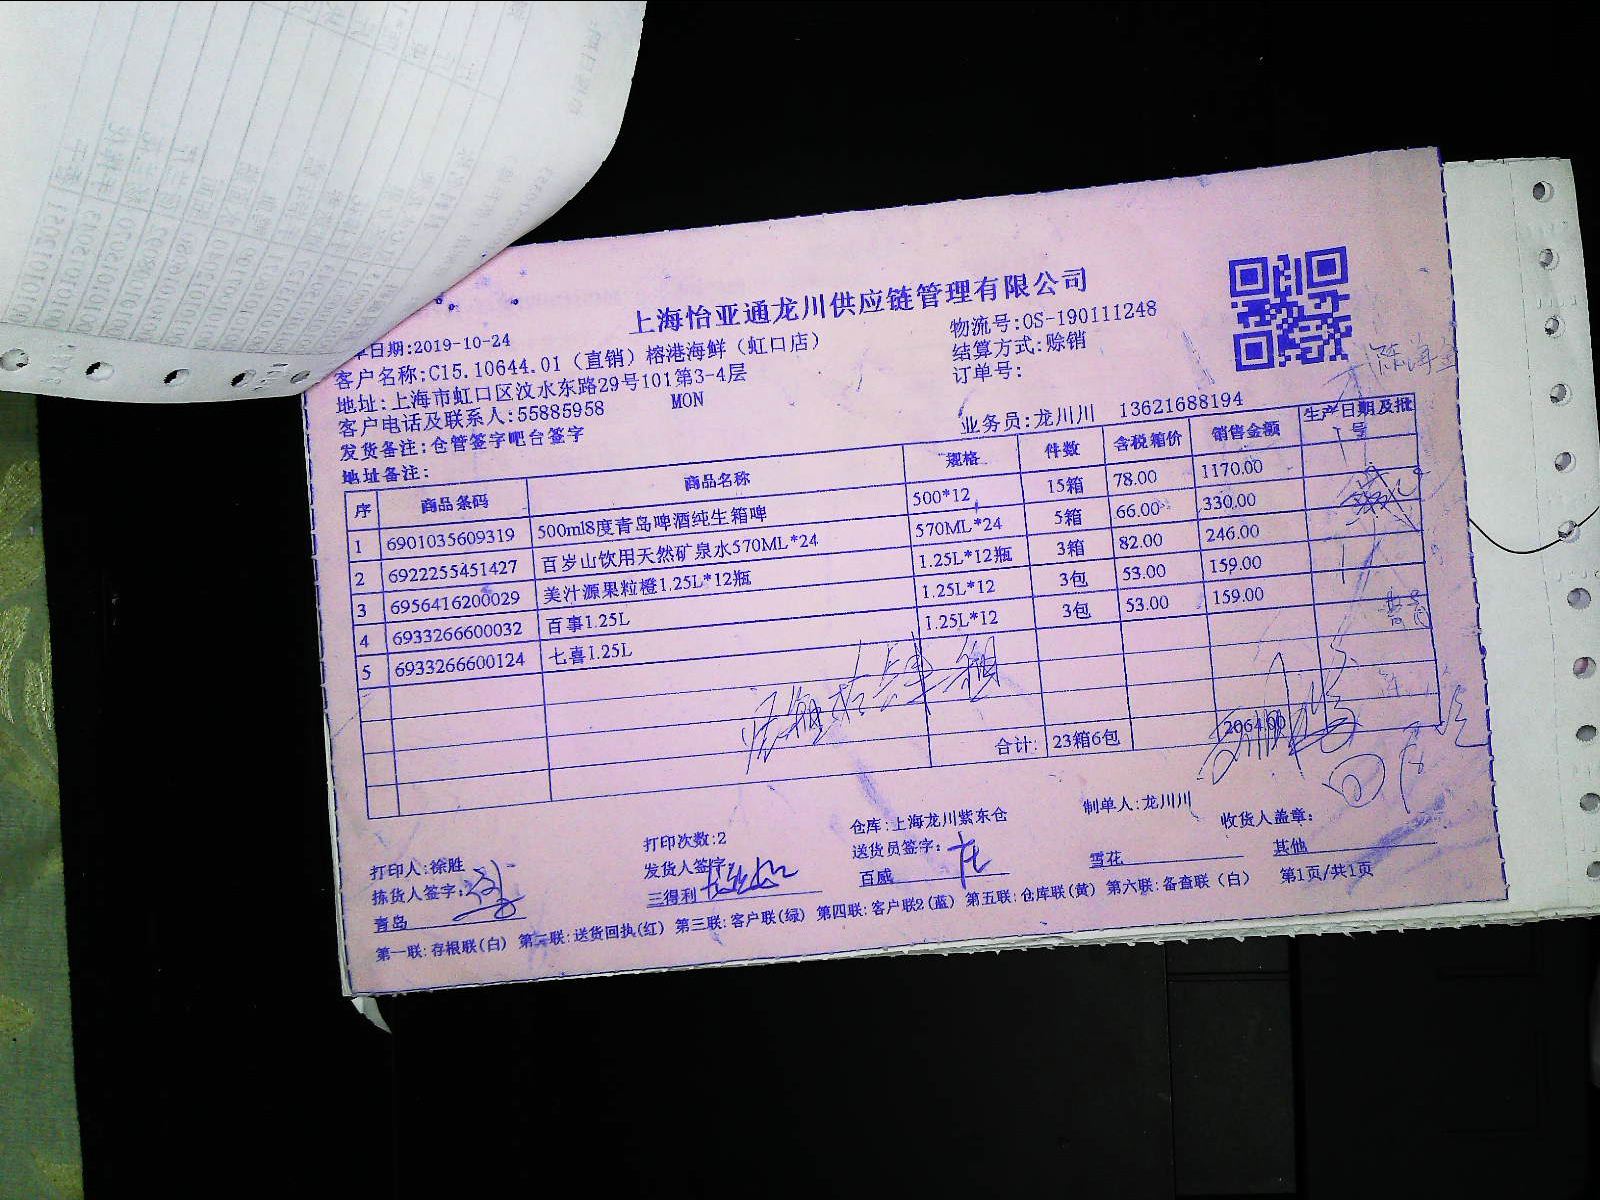 上海怡亚通龙川供应链管理有限公司
日期:2019-10-24
物流号:OS-190111248
客户名称:C15.10644.01（直销）榕港海鲜（虹口店）
结算方式:赊销
地址:上海市虹口区汶水东路29号101第3-4层
订单号:
客户电话及联系人:55885958 MON
业务员:龙川川 13621688194
发货备注:仓管签字吧台签字
地址备注:
序 商品条码 商品名称 规格 件数 含税箱价 销售金额 生产日期及批号
1 6901035609319 500ml8度青岛啤酒纯生箱啤 500*12 15箱 78.00 1170.00
2 6922255451427 百岁山饮用天然矿泉水570ML*24 570ML*24 5箱 66.00 330.00
3 6956416200029 美汁源果粒橙1.25L*12瓶 1.25L*12瓶 3箱 82.00 246.00
4 6933266600032 百事1.25L 1.25L*12 3包 53.00 159.00
5 6933266600124 七喜1.25L 1.25L*12 3包 53.00 159.00
合计: 23箱6包 2064.00
打印人:徐胜 打印次数:2 仓库:上海龙川紫东仓 制单人:龙川川
拣货人签字: 发货人签字: 送货员签字: 收货人盖章:
青岛 三得利 百威 雪花 其他
第一联:存根联(白) 第二联:送货回执(红) 第三联:客户联(绿) 第四联:客户联2(蓝) 第五联:仓库联(黄) 第六联:备查联（白） 第1页/共1页